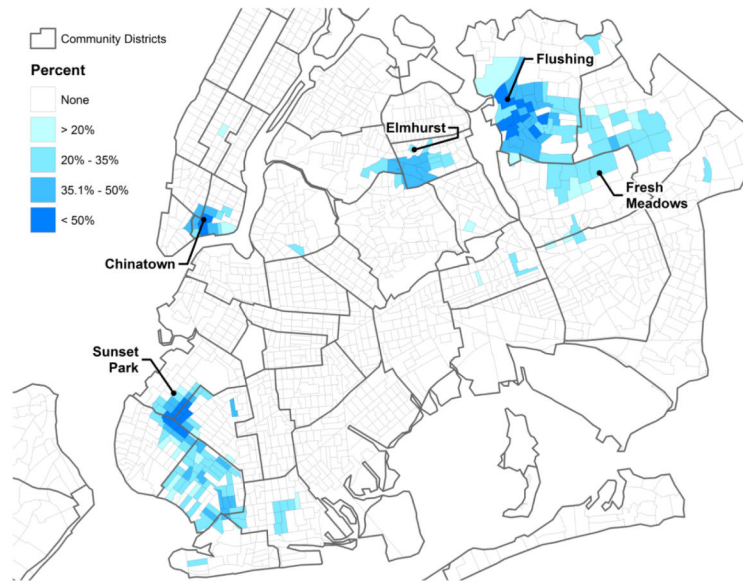 Community Districts
Percent
None
> 20%
20% - 35%
35.1% - 50%
< 50%
Flushing
Elmhurst
Fresh
Meadows
Chinatown
Sunset
Park